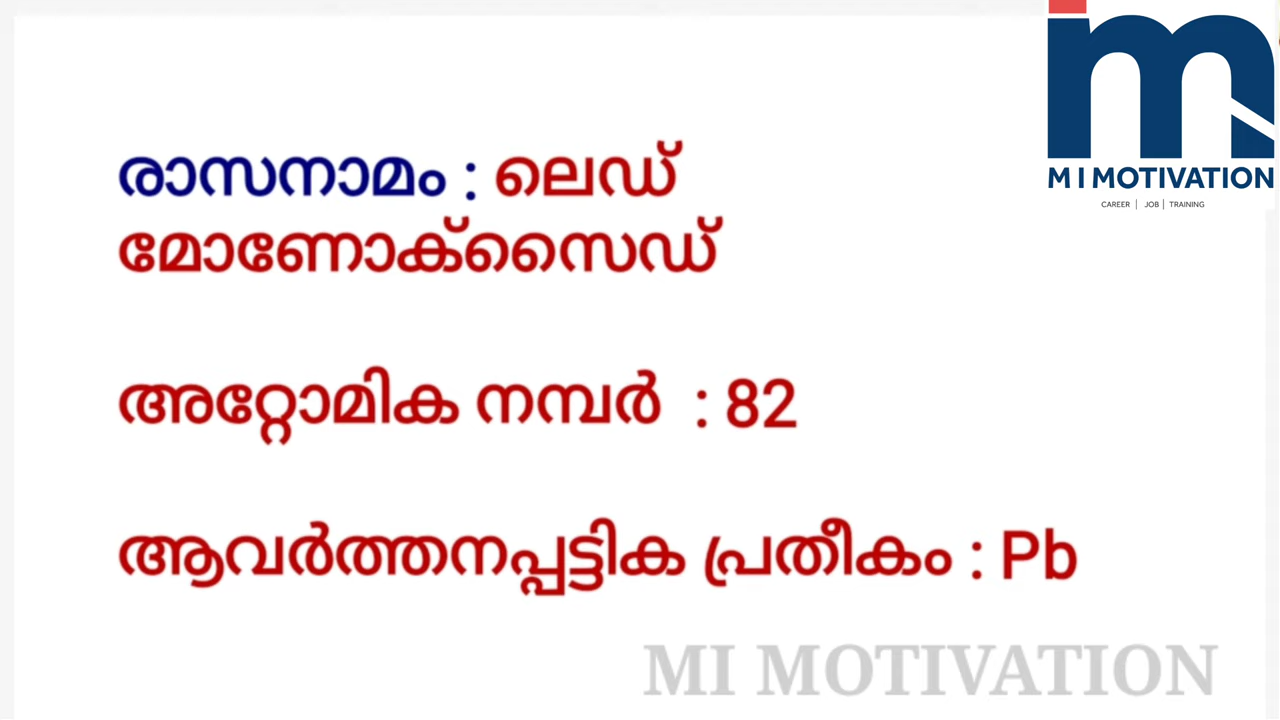 രാസനാമം : ലെഡ്
മോണോക്സൈഡ്
അറ്റോമിക നമ്പർ : 82
ആവർത്തനപ്പട്ടിക പ്രതീകം : Pb
m
MI MOTIVATION
CAREER | JOB | TRAINING
MI MOTIVATION